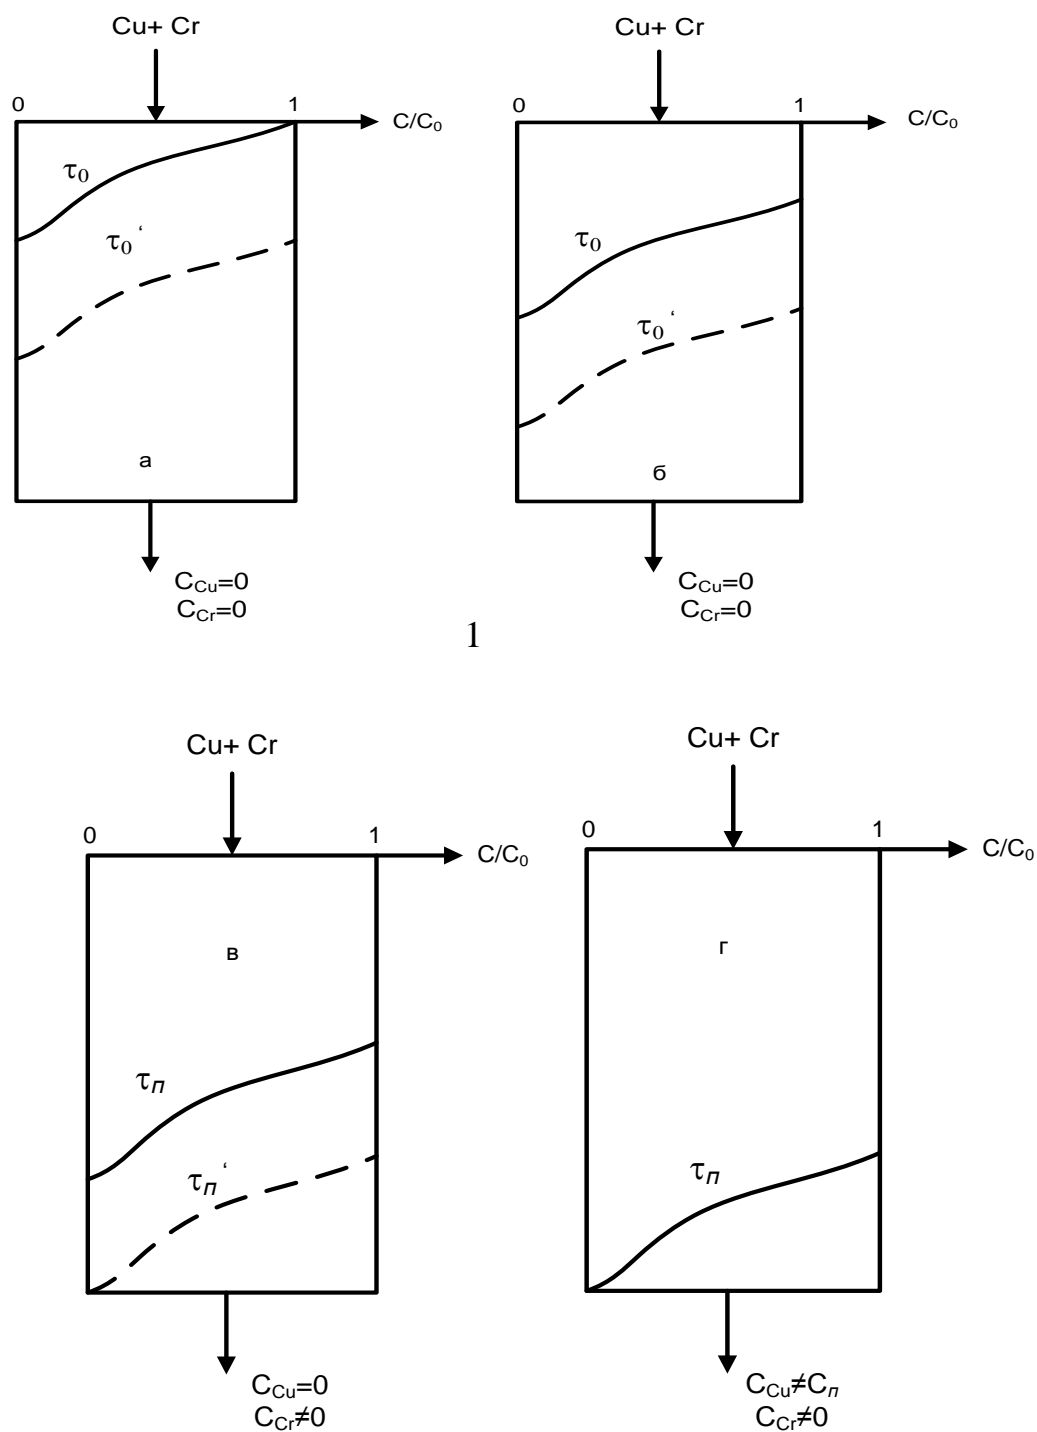 Cu+ Cr
0 1 C/C₀
τ₀
τ₀ ‘
а
C_Cu=0
C_Cr=0
Cu+ Cr
0 1 C/C₀
τ₀
τ₀ ‘
б
C_Cu=0
C_Cr=0
1
Cu+ Cr
0 1 C/C₀
в
τ_П
τ_П ‘
C_Cu=0
C_Cr≠0
Cu+ Cr
0 1 C/C₀
г
τ_П
C_Cu≠C_П
C_Cr≠0